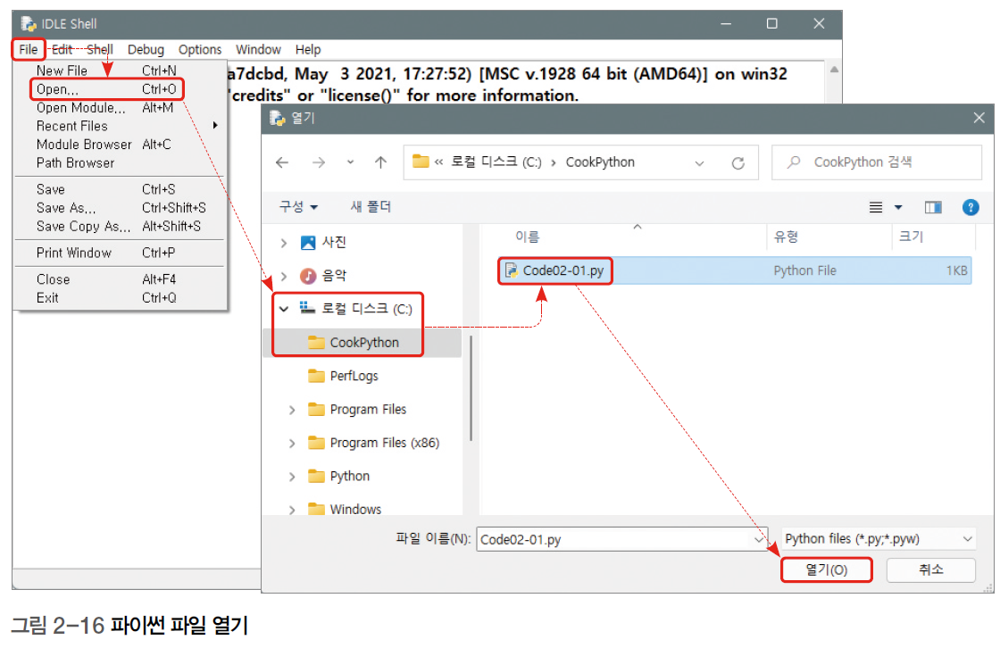 IDLE Shell
File Edit Shell Debug Options Window Help
New File Ctrl+N
Open... Ctrl+O
Open Module... Alt+M
Recent Files
Module Browser Alt+C
Path Browser
Save Ctrl+S
Save As... Ctrl+Shift+S
Save Copy As... Alt+Shift+S
Print Window Ctrl+P
Close Alt+F4
Exit Ctrl+Q
a7dcbd, May 3 2021, 17:27:52) [MSC v.1928 64 bit (AMD64)] on win32
"credits" or "license()" for more information.
열기
« 로컬 디스크 (C:) › CookPython
CookPython 검색
구성 새 폴더
사진
음악
로컬 디스크 (C:)
CookPython
PerfLogs
Program Files
Program Files (x86)
Python
Windows
이름 유형 크기
Code02-01.py Python File 1KB
파일 이름(N): Code02-01.py Python files (*.py;*.pyw)
열기(O) 취소
그림 2-16 파이썬 파일 열기